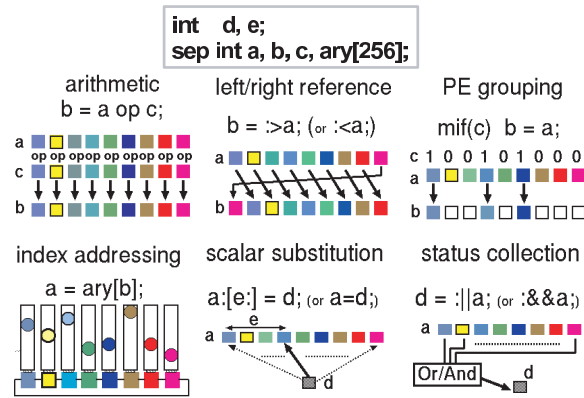 int d, e;
sep int a, b, c, ary[256];
arithmetic
b = a op c;
a
op op op op op op op op op
c
b
left/right reference
b = :>a; (or :<a;)
a
b
PE grouping
mif(c) b = a;
c 1 0 0 1 0 1 0 0 0
a
b
index addressing
a = ary[b];
scalar substitution
a:[e:] = d; (or a=d;)
e
a
d
status collection
d = :||a; (or :&&a;)
a
Or/And
d